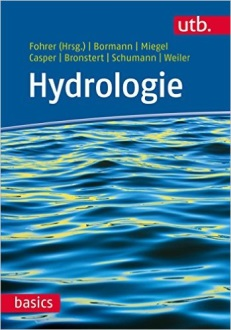 utb.
Fohrer (Hrsg.) | Bormann | Miegel
Casper | Bronstert | Schumann | Weiler
Hydrologie
basics